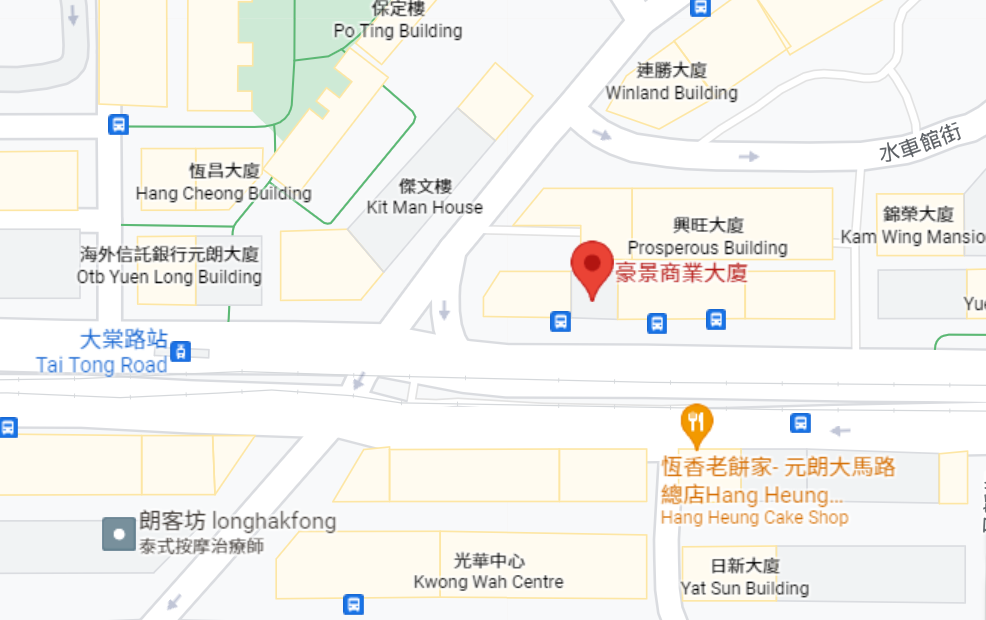 保定樓
Po Ting Building
連勝大廈
Winland Building
水車館街
恆昌大廈
Hang Cheong Building
傑文樓
Kit Man House
錦榮大廈
Kam Wing Mansio
興旺大廈
Prosperous Building
海外信託銀行元朗大廈
Otb Yuen Long Building
豪景商業大廈
Yue
大棠路站
Tai Tong Road
恆香老餅家- 元朗大馬路
總店Hang Heung...
Hang Heung Cake Shop
朗客坊 longhakfong
泰式按摩治療師
光華中心
Kwong Wah Centre
日新大廈
Yat Sun Building